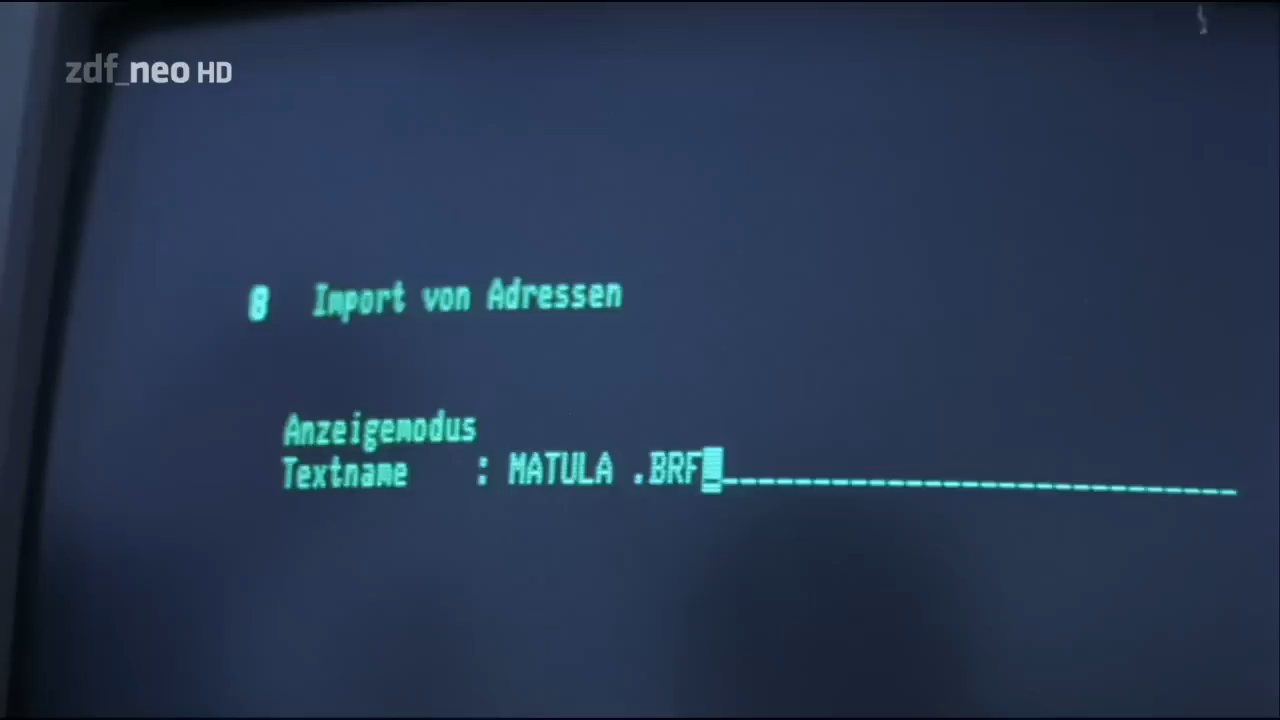 zdf_neo HD
8 Import von Adressen
Anzeigemodus
Textname : MATULA .BRF